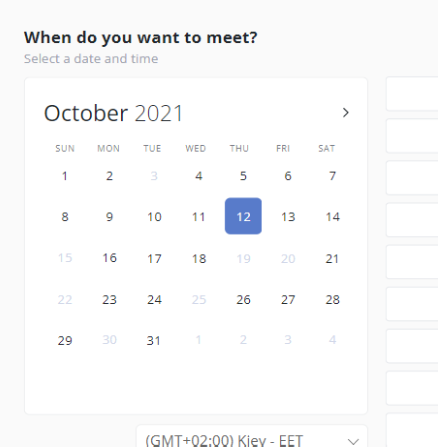 When do you want to meet?
Select a date and time
October 2021
SUN MON TUE WED THU FRI SAT
1 2 3 4 5 6 7
8 9 10 11 12 13 14
15 16 17 18 19 20 21
22 23 24 25 26 27 28
29 30 31 1 2 3 4
(GMT+02:00) Kiev - EET